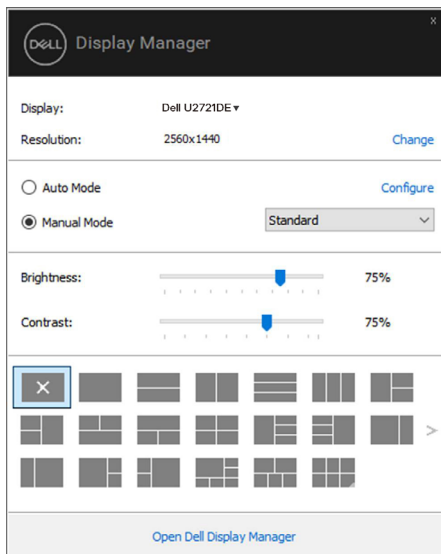 x
DELL Display Manager
Display: Dell U2721DE ▾
Resolution: 2560x1440 Change
Auto Mode Configure
Manual Mode Standard
Brightness: 75%
Contrast: 75%
Open Dell Display Manager